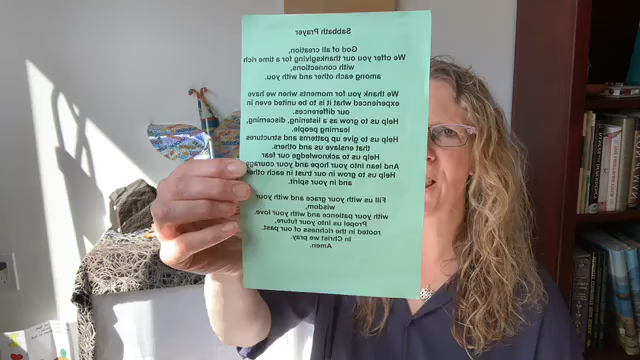 Sabbath Prayer
God of all creation,
We offer you our thanksgiving for a time rich
with connections,
among each other and with you.
We thank you for moments when we have
experienced what it is to be united even in
our differences.
Help us to grow as a listening, discerning,
learning people,
Help us to give up patterns and structures
that enslave us and others.
Help us to acknowledge our fear
And lean into your hope and your courage
Help us to grow in our trust in each other
and in your spirit.
Fill us with your grace and with your
wisdom,
with your patience and with your love.
Propel us into your future,
rooted in the richness of our past.
In Christ we pray.
Amen.